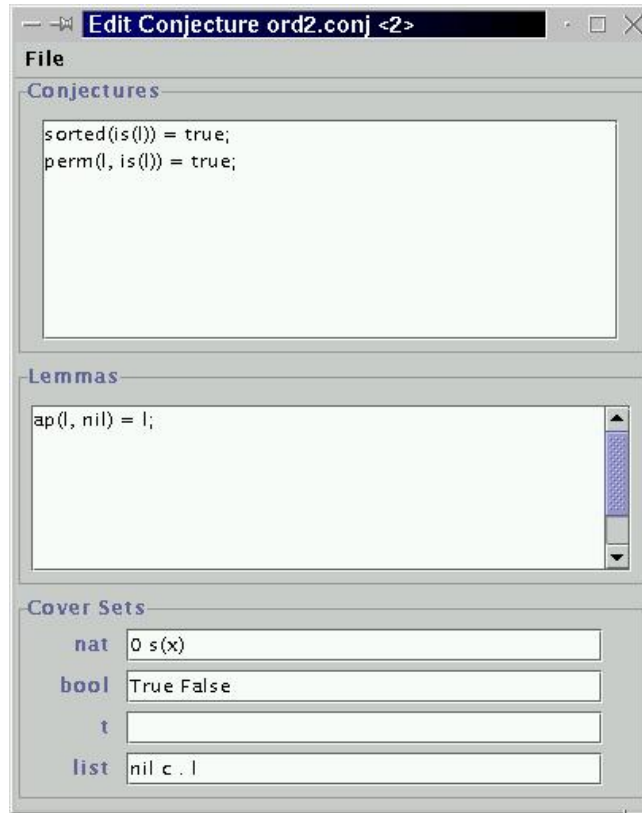 Edit Conjecture ord2.conj <2>
File
Conjectures
sorted(is(l)) = true;
perm(l, is(l)) = true;
Lemmas
ap(l, nil) = l;
Cover Sets
nat 0 s(x)
bool True False
t
list nil c . l